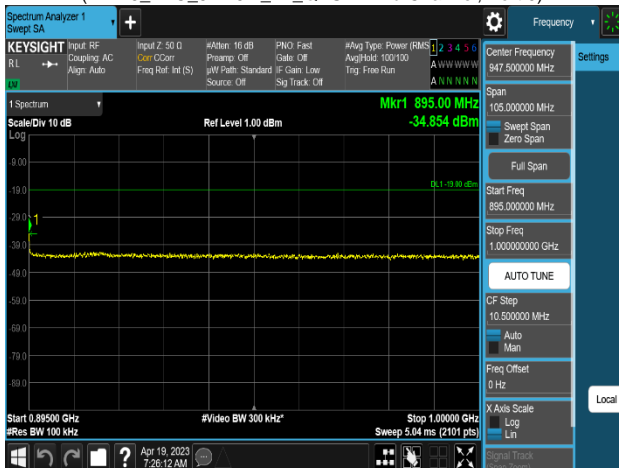 Spectrum Analyzer 1
Swept SA
Frequency
KEYSIGHT
RL
Input: RF
Coupling: AC
Align: Auto
Input Z: 50 Ω
Corr CCorr
Freq Ref: Int (S)
#Atten: 16 dB
Preamp: Off
µW Path: Standard
Source: Off
PNO: Fast
Gate: Off
IF Gain: Low
Sig Track: Off
#Avg Type: Power (RMS
Avg|Hold: 100/100
Trig: Free Run
1 2 3 4 5 6
A W W W W W
A N N N N N
1 Spectrum
Scale/Div 10 dB
Log
Ref Level 1.00 dBm
Mkr1 895.00 MHz
-34.854 dBm
-9.00
-19.0
DL1 -19.00 dBm
-29.0
1
-39.0
-49.0
-59.0
-69.0
-79.0
-89.0
Start 0.89500 GHz
#Res BW 100 kHz
#Video BW 300 kHz*
Stop 1.00000 GHz
Sweep 5.04 ms (2101 pts)
Center Frequency
947.500000 MHz
Settings
Span
105.000000 MHz
Swept Span
Zero Span
Full Span
Start Freq
895.000000 MHz
Stop Freq
1.000000000 GHz
AUTO TUNE
CF Step
10.500000 MHz
Auto
Man
Freq Offset
0 Hz
X Axis Scale
Log
Lin
Local
Signal Track
?
Apr 19, 2023
7:26:12 AM